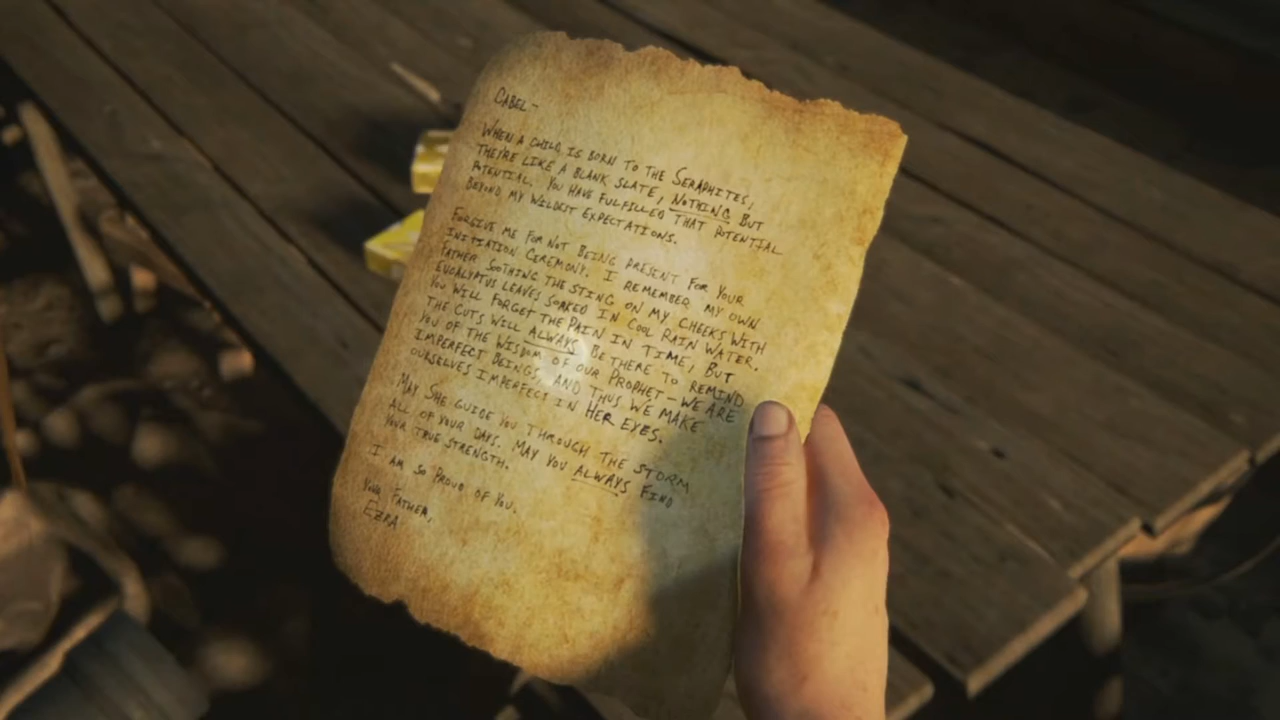 CABEL-
WHEN A CHILD IS BORN TO THE SERAPHITES,
THEY'RE LIKE A BLANK SLATE, NOTHING BUT
POTENTIAL. YOU HAVE FULFILLED THAT POTENTIAL
BEYOND MY WILDEST EXPECTATIONS.
FORGIVE ME FOR NOT BEING PRESENT FOR YOUR
INITIATION CEREMONY. I REMEMBER MY OWN
FATHER SOOTHING THE STING ON MY CHEEKS WITH
EUCALYPTUS LEAVES SOAKED IN COOL RAIN WATER.
YOU WILL FORGET THE PAIN IN TIME, BUT
THE CUTS WILL ALWAYS BE THERE TO REMIND
YOU OF THE WISDOM OF OUR PROPHET - WE ARE
IMPERFECT BEINGS, AND THUS WE MAKE
OURSELVES IMPERFECT IN HER EYES.
MAY SHE GUIDE YOU THROUGH THE STORM
ALL OF YOUR DAYS. MAY YOU ALWAYS FIND
YOUR TRUE STRENGTH.
I AM SO PROUD OF YOU.
YOUR FATHER,
EZRA